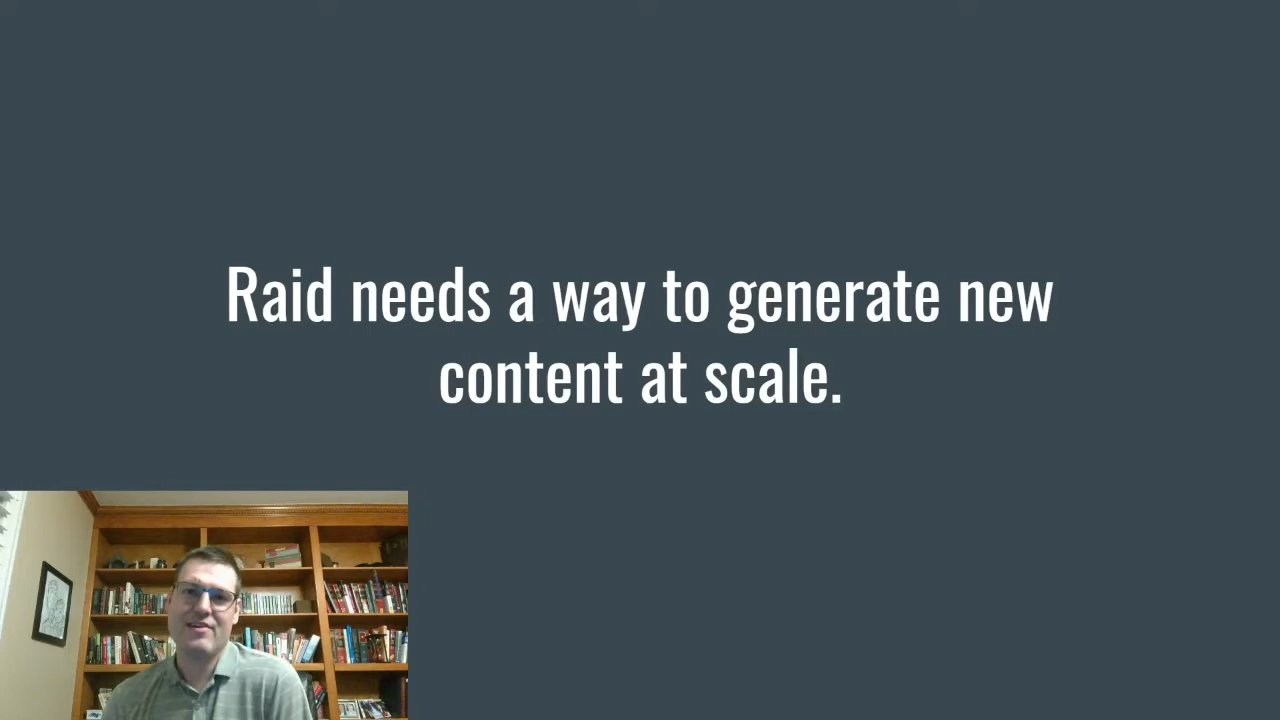 Raid needs a way to generate new
content at scale.